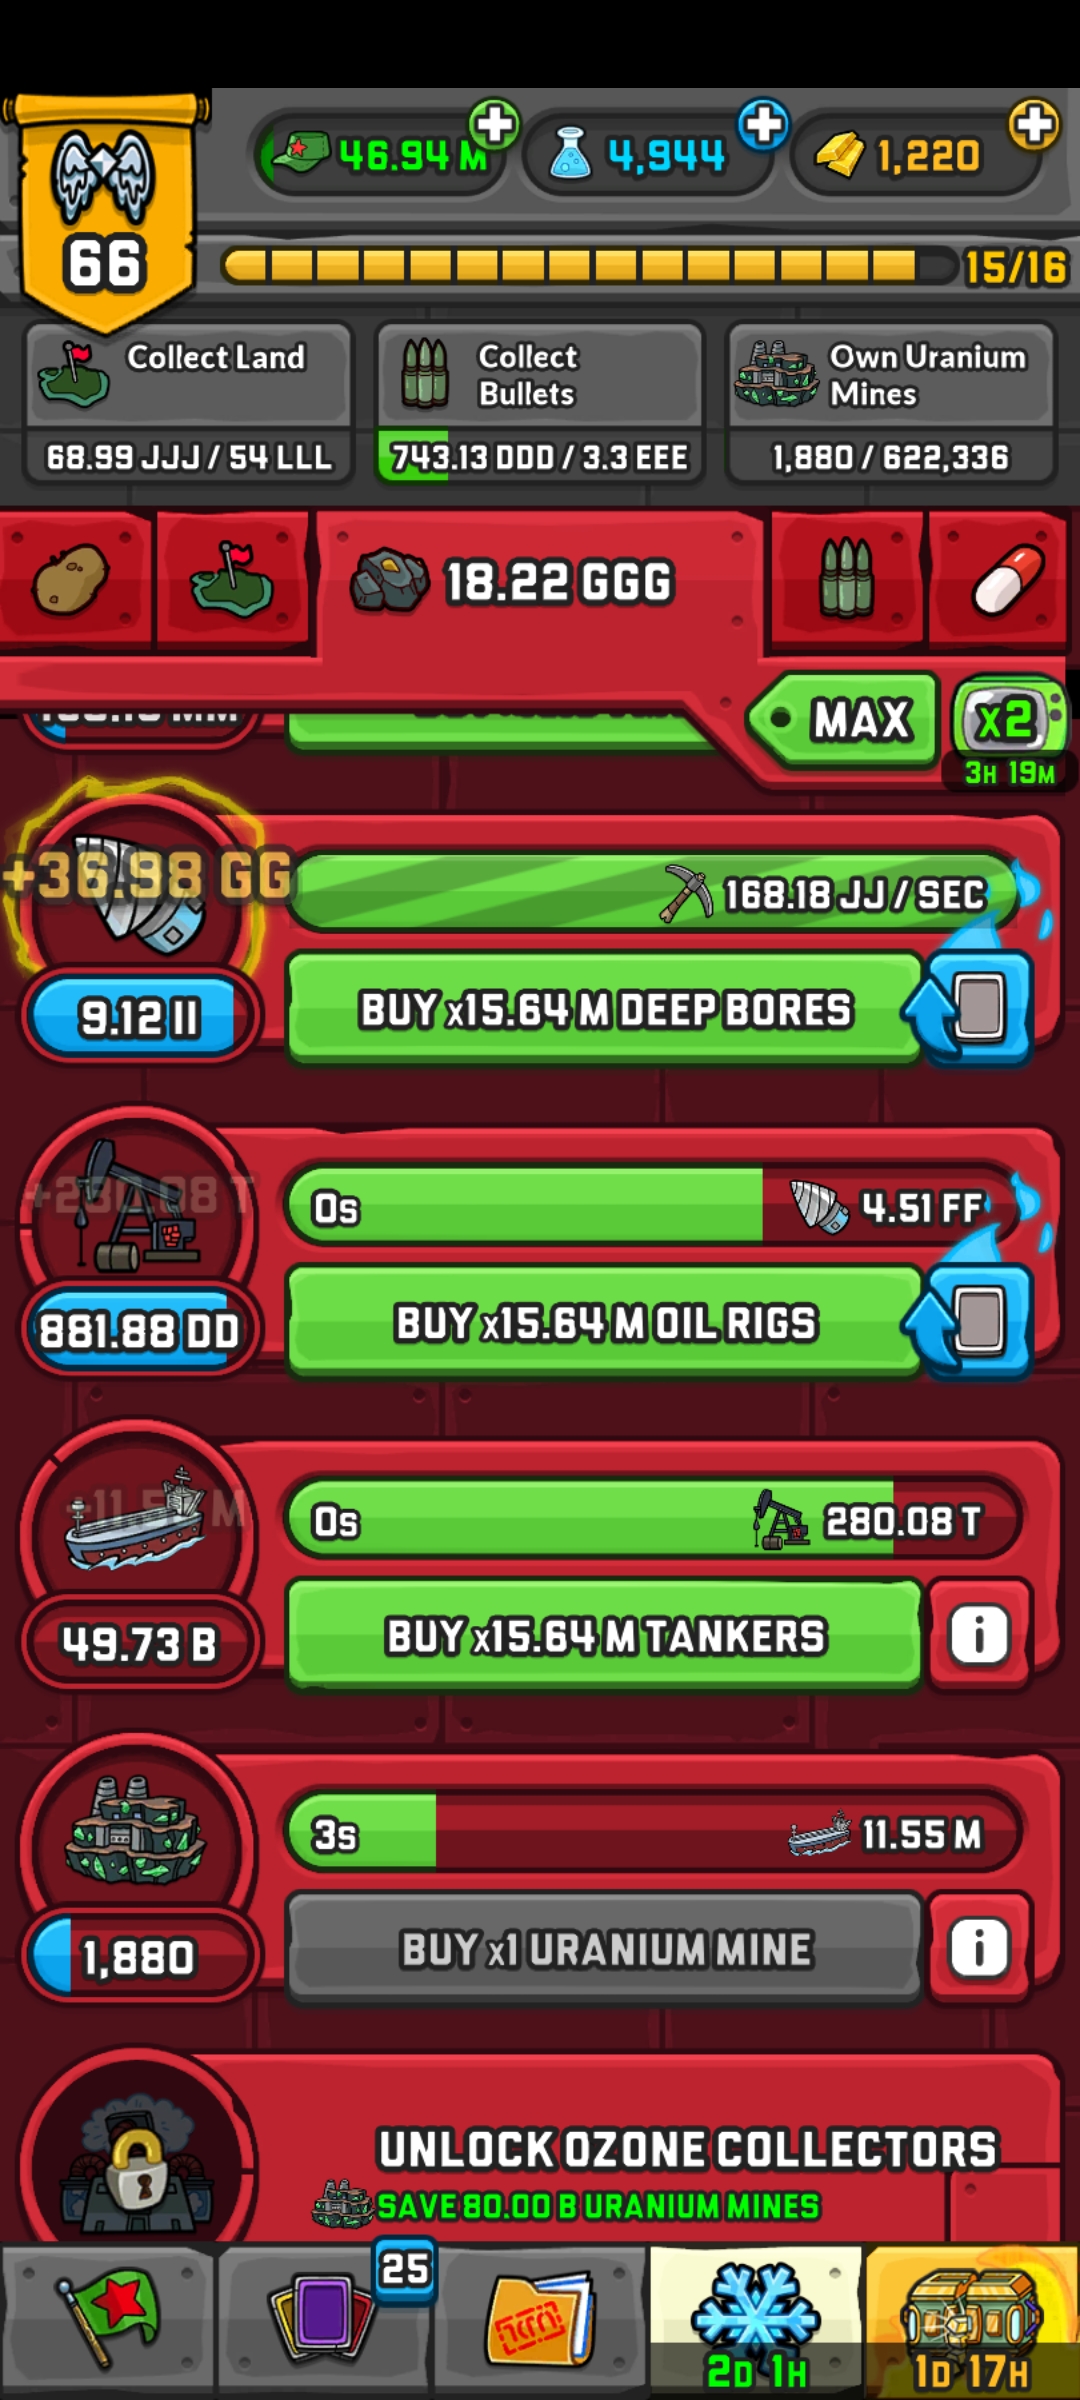 46.94 M
4,944
1,220
66
15/16
Collect Land
68.99 JJJ / 54 LLL
Collect
Bullets
743.13 DDD / 3.3 EEE
Own Uranium
Mines
1,880 / 622,336
18.22 GGG
MAX
x2
3H 19M
+36.98 GG
168.18 JJ / SEC
9.12 II
BUY x15.64 M DEEP BORES
0s
4.51 FF
881.88 DD
BUY x15.64 M OIL RIGS
0s
280.08 T
49.73 B
BUY x15.64 M TANKERS
3s
11.55 M
1,880
BUY x1 URANIUM MINE
UNLOCK OZONE COLLECTORS
SAVE 80.00 B URANIUM MINES
25
2D 1H
1D 17H